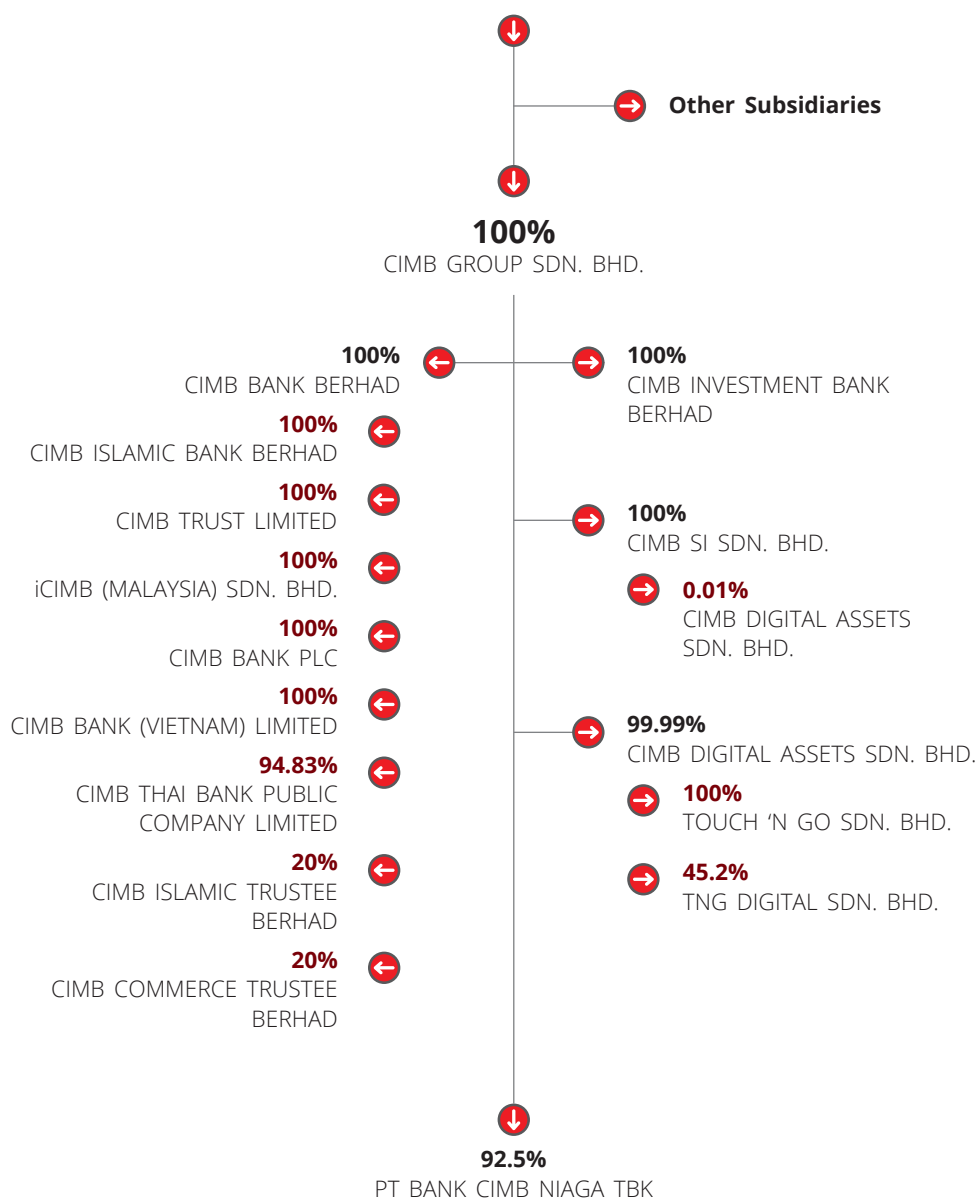 Other Subsidiaries
100%
CIMB GROUP SDN. BHD.
100%
CIMB BANK BERHAD
100%
CIMB ISLAMIC BANK BERHAD
100%
CIMB TRUST LIMITED
100%
iCIMB (MALAYSIA) SDN. BHD.
100%
CIMB BANK PLC
100%
CIMB BANK (VIETNAM) LIMITED
94.83%
CIMB THAI BANK PUBLIC
COMPANY LIMITED
20%
CIMB ISLAMIC TRUSTEE
BERHAD
20%
CIMB COMMERCE TRUSTEE
BERHAD
100%
CIMB INVESTMENT BANK
BERHAD
100%
CIMB SI SDN. BHD.
0.01%
CIMB DIGITAL ASSETS
SDN. BHD.
99.99%
CIMB DIGITAL ASSETS SDN. BHD.
100%
TOUCH ‘N GO SDN. BHD.
45.2%
TNG DIGITAL SDN. BHD.
92.5%
PT BANK CIMB NIAGA TBK